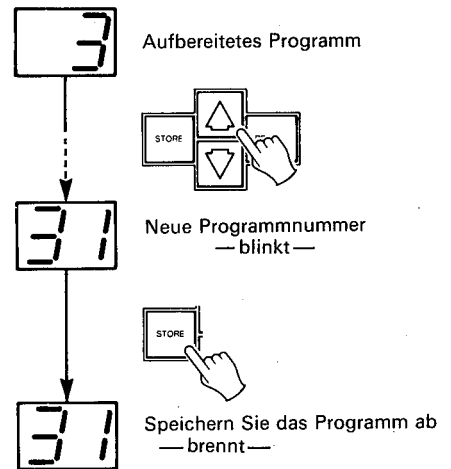 3
Aufbereitetes Programm
STORE
31
Neue Programmnummer
— blinkt —
STORE
31
Speichern Sie das Programm ab
— brennt —